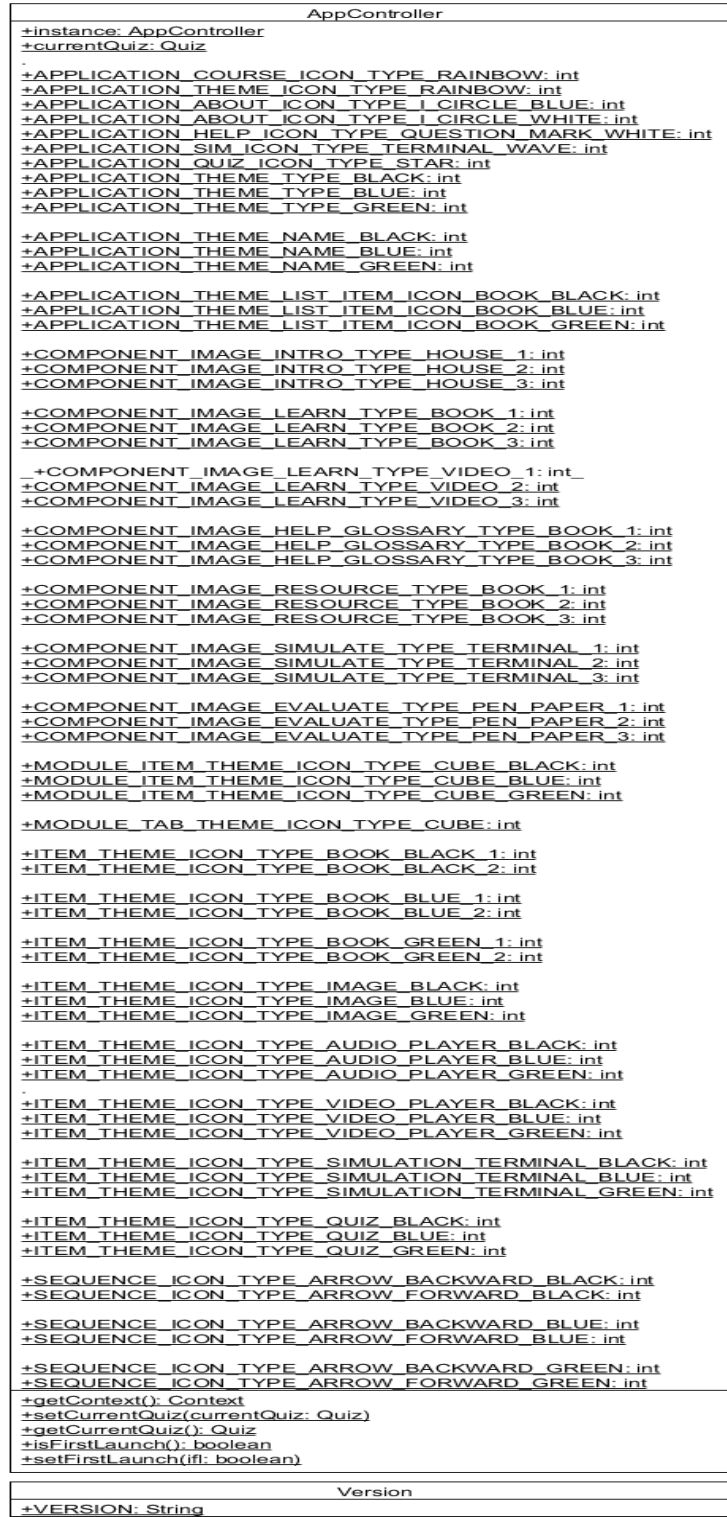 AppController
+instance: AppController
+currentQuiz: Quiz
.
+APPLICATION_COURSE_ICON_TYPE_RAINBOW: int
+APPLICATION_THEME_ICON_TYPE_RAINBOW: int
+APPLICATION_ABOUT_ICON_TYPE_I_CIRCLE_BLUE: int
+APPLICATION_ABOUT_ICON_TYPE_I_CIRCLE_WHITE: int
+APPLICATION_HELP_ICON_TYPE_QUESTION_MARK_WHITE: int
+APPLICATION_SIM_ICON_TYPE_TERMINAL_WAVE: int
+APPLICATION_QUIZ_ICON_TYPE_STAR: int
+APPLICATION_THEME_TYPE_BLACK: int
+APPLICATION_THEME_TYPE_BLUE: int
+APPLICATION_THEME_TYPE_GREEN: int
+APPLICATION_THEME_NAME_BLACK: int
+APPLICATION_THEME_NAME_BLUE: int
+APPLICATION_THEME_NAME_GREEN: int
+APPLICATION_THEME_LIST_ITEM_ICON_BOOK_BLACK: int
+APPLICATION_THEME_LIST_ITEM_ICON_BOOK_BLUE: int
+APPLICATION_THEME_LIST_ITEM_ICON_BOOK_GREEN: int
+COMPONENT_IMAGE_INTRO_TYPE_HOUSE_1: int
+COMPONENT_IMAGE_INTRO_TYPE_HOUSE_2: int
+COMPONENT_IMAGE_INTRO_TYPE_HOUSE_3: int
+COMPONENT_IMAGE_LEARN_TYPE_BOOK_1: int
+COMPONENT_IMAGE_LEARN_TYPE_BOOK_2: int
+COMPONENT_IMAGE_LEARN_TYPE_BOOK_3: int
_+COMPONENT_IMAGE_LEARN_TYPE_VIDEO_1: int_
+COMPONENT_IMAGE_LEARN_TYPE_VIDEO_2: int
+COMPONENT_IMAGE_LEARN_TYPE_VIDEO_3: int
+COMPONENT_IMAGE_HELP_GLOSSARY_TYPE_BOOK_1: int
+COMPONENT_IMAGE_HELP_GLOSSARY_TYPE_BOOK_2: int
+COMPONENT_IMAGE_HELP_GLOSSARY_TYPE_BOOK_3: int
+COMPONENT_IMAGE_RESOURCE_TYPE_BOOK_1: int
+COMPONENT_IMAGE_RESOURCE_TYPE_BOOK_2: int
+COMPONENT_IMAGE_RESOURCE_TYPE_BOOK_3: int
+COMPONENT_IMAGE_SIMULATE_TYPE_TERMINAL_1: int
+COMPONENT_IMAGE_SIMULATE_TYPE_TERMINAL_2: int
+COMPONENT_IMAGE_SIMULATE_TYPE_TERMINAL_3: int
+COMPONENT_IMAGE_EVALUATE_TYPE_PEN_PAPER_1: int
+COMPONENT_IMAGE_EVALUATE_TYPE_PEN_PAPER_2: int
+COMPONENT_IMAGE_EVALUATE_TYPE_PEN_PAPER_3: int
+MODULE_ITEM_THEME_ICON_TYPE_CUBE_BLACK: int
+MODULE_ITEM_THEME_ICON_TYPE_CUBE_BLUE: int
+MODULE_ITEM_THEME_ICON_TYPE_CUBE_GREEN: int
+MODULE_TAB_THEME_ICON_TYPE_CUBE: int
+ITEM_THEME_ICON_TYPE_BOOK_BLACK_1: int
+ITEM_THEME_ICON_TYPE_BOOK_BLACK_2: int
+ITEM_THEME_ICON_TYPE_BOOK_BLUE_1: int
+ITEM_THEME_ICON_TYPE_BOOK_BLUE_2: int
+ITEM_THEME_ICON_TYPE_BOOK_GREEN_1: int
+ITEM_THEME_ICON_TYPE_BOOK_GREEN_2: int
+ITEM_THEME_ICON_TYPE_IMAGE_BLACK: int
+ITEM_THEME_ICON_TYPE_IMAGE_BLUE: int
+ITEM_THEME_ICON_TYPE_IMAGE_GREEN: int
+ITEM_THEME_ICON_TYPE_AUDIO_PLAYER_BLACK: int
+ITEM_THEME_ICON_TYPE_AUDIO_PLAYER_BLUE: int
+ITEM_THEME_ICON_TYPE_AUDIO_PLAYER_GREEN: int
.
+ITEM_THEME_ICON_TYPE_VIDEO_PLAYER_BLACK: int
+ITEM_THEME_ICON_TYPE_VIDEO_PLAYER_BLUE: int
+ITEM_THEME_ICON_TYPE_VIDEO_PLAYER_GREEN: int
+ITEM_THEME_ICON_TYPE_SIMULATION_TERMINAL_BLACK: int
+ITEM_THEME_ICON_TYPE_SIMULATION_TERMINAL_BLUE: int
+ITEM_THEME_ICON_TYPE_SIMULATION_TERMINAL_GREEN: int
+ITEM_THEME_ICON_TYPE_QUIZ_BLACK: int
+ITEM_THEME_ICON_TYPE_QUIZ_BLUE: int
+ITEM_THEME_ICON_TYPE_QUIZ_GREEN: int
+SEQUENCE_ICON_TYPE_ARROW_BACKWARD_BLACK: int
+SEQUENCE_ICON_TYPE_ARROW_FORWARD_BLACK: int
+SEQUENCE_ICON_TYPE_ARROW_BACKWARD_BLUE: int
+SEQUENCE_ICON_TYPE_ARROW_FORWARD_BLUE: int
+SEQUENCE_ICON_TYPE_ARROW_BACKWARD_GREEN: int
+SEQUENCE_ICON_TYPE_ARROW_FORWARD_GREEN: int
+getContext(): Context
+setCurrentQuiz(currentQuiz: Quiz)
+getCurrentQuiz(): Quiz
+isFirstLaunch(): boolean
+setFirstLaunch(ifl: boolean)
Version
+VERSION: String